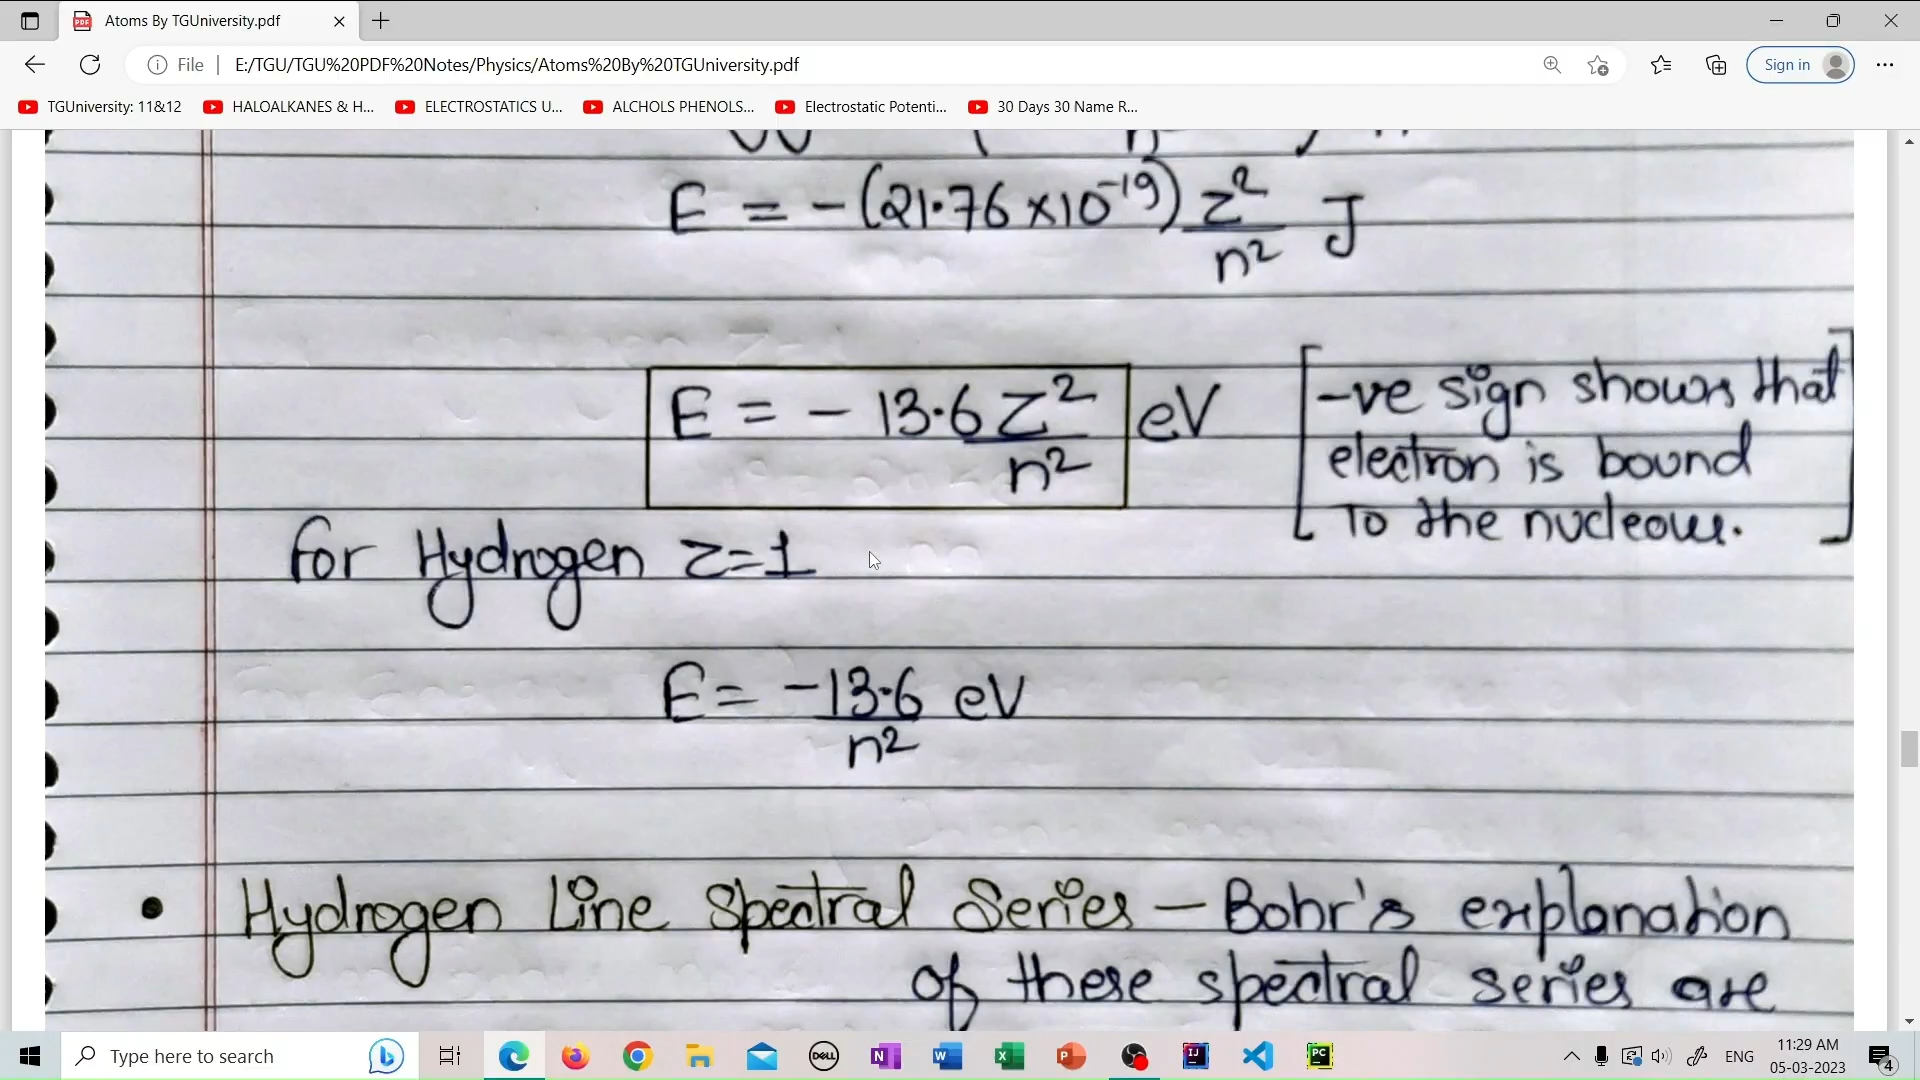 Atoms By TGUniversity.pdf
File | E:/TGU/TGU%20PDF%20Notes/Physics/Atoms%20By%20TGUniversity.pdf
Sign in
TGUniversity: 11&12 HALOALKANES & H... ELECTROSTATICS U... ALCHOLS PHENOLS... Electrostatic Potenti... 30 Days 30 Name R...
E = - (21.76 x 10^-19) Z²/n² J
E = - 13.6 Z²/n² eV
[-ve sign shows that
electron is bound
To the nucleous.]
for Hydrogen Z=1
E = -13.6/n² eV
• Hydrogen Line Spectral Series - Bohr's explanation
of these spectral series are
Type here to search
DELL
ENG
11:29 AM
05-03-2023
4